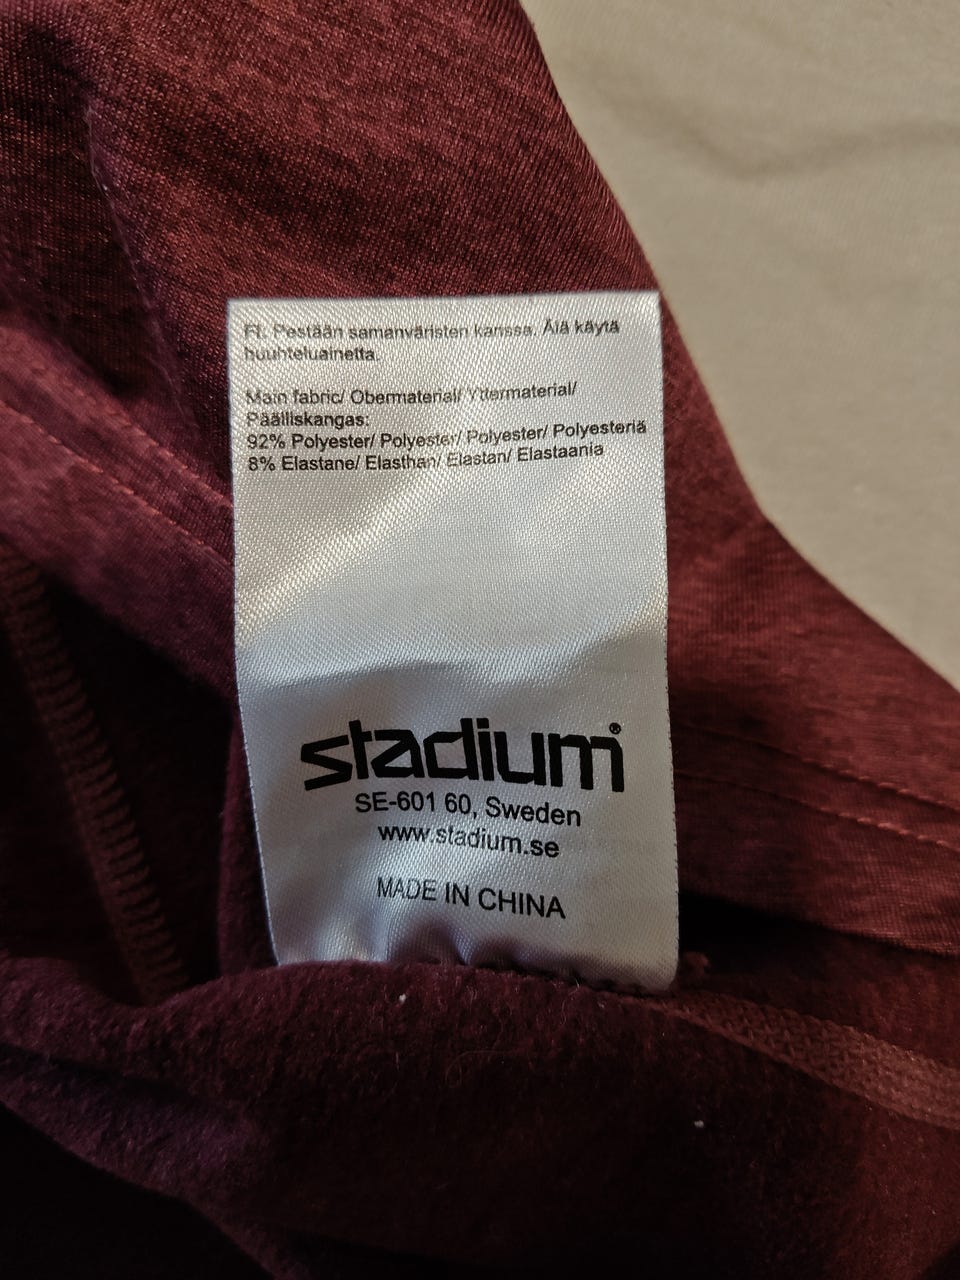 FI. Pestään samanväristen kanssa. Älä käytä
huuhteluainetta.
Main fabric/ Obermaterial/ Yttermaterial/
Päälliskangas:
92% Polyester/ Polyester/ Polyester/ Polyesteriä
8% Elastane/ Elasthan/ Elastan/ Elastaania
stadium®
SE-601 60, Sweden
www.stadium.se
MADE IN CHINA